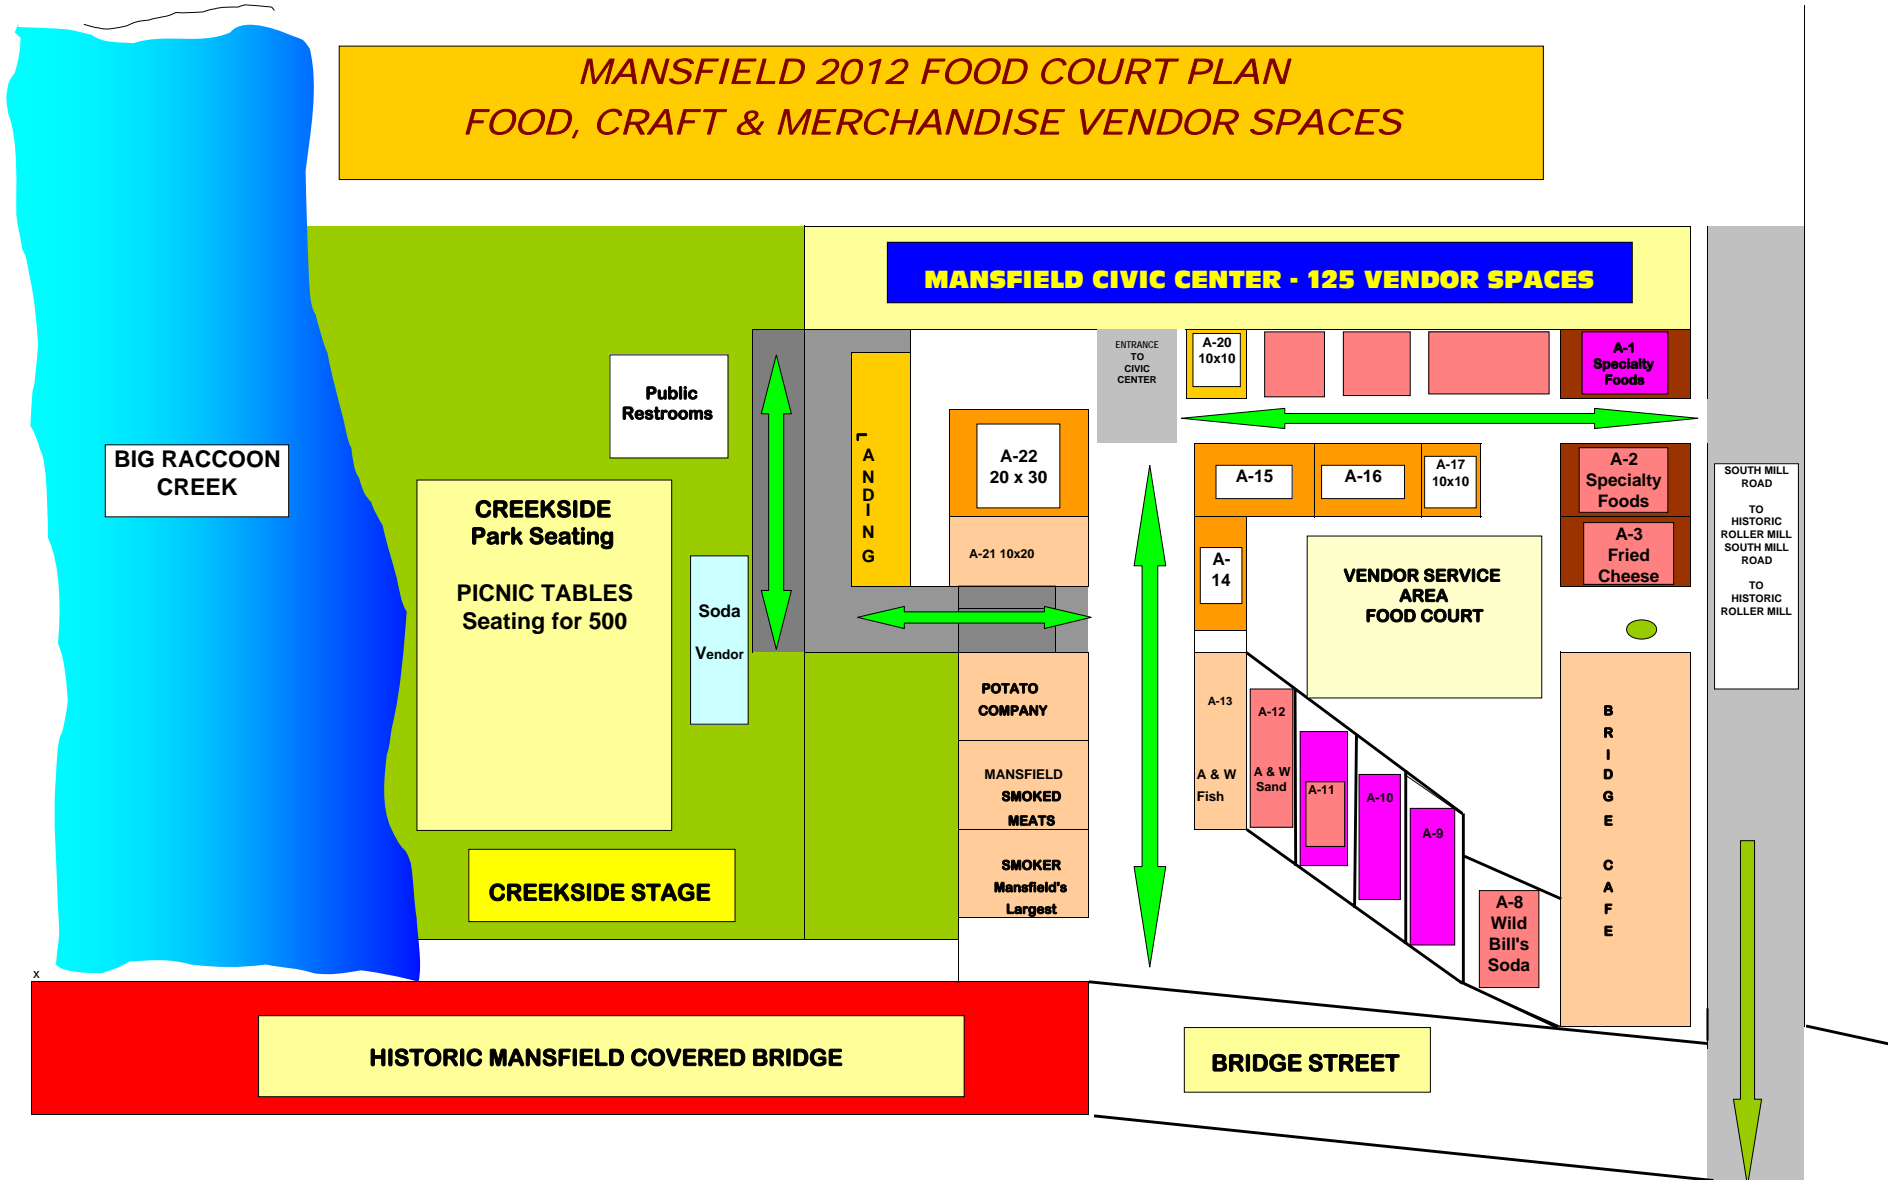 MANSFIELD 2012 FOOD COURT PLAN
FOOD, CRAFT & MERCHANDISE VENDOR SPACES
MANSFIELD CIVIC CENTER - 125 VENDOR SPACES
ENTRANCE
TO
CIVIC
CENTER
A-20
10x10
A-1
Specialty
Foods
Public
Restrooms
LANDING
A-22
20 x 30
A-21 10x20
A-15
A-16
A-17
10x10
A-2
Specialty
Foods
A-3
Fried
Cheese
A-
14
VENDOR SERVICE
AREA
FOOD COURT
SOUTH MILL
ROAD
TO
HISTORIC
ROLLER MILL
SOUTH MILL
ROAD
TO
HISTORIC
ROLLER MILL
BIG RACCOON
CREEK
CREEKSIDE
Park Seating
PICNIC TABLES
Seating for 500
Soda
Vendor
POTATO
COMPANY
MANSFIELD
SMOKED
MEATS
SMOKER
Mansfield's
Largest
A-13
A & W
Fish
A-12
A & W
Sand
A-11
A-10
A-9
A-8
Wild
Bill's
Soda
BRIDGE CAFE
CREEKSIDE STAGE
x
HISTORIC MANSFIELD COVERED BRIDGE
BRIDGE STREET